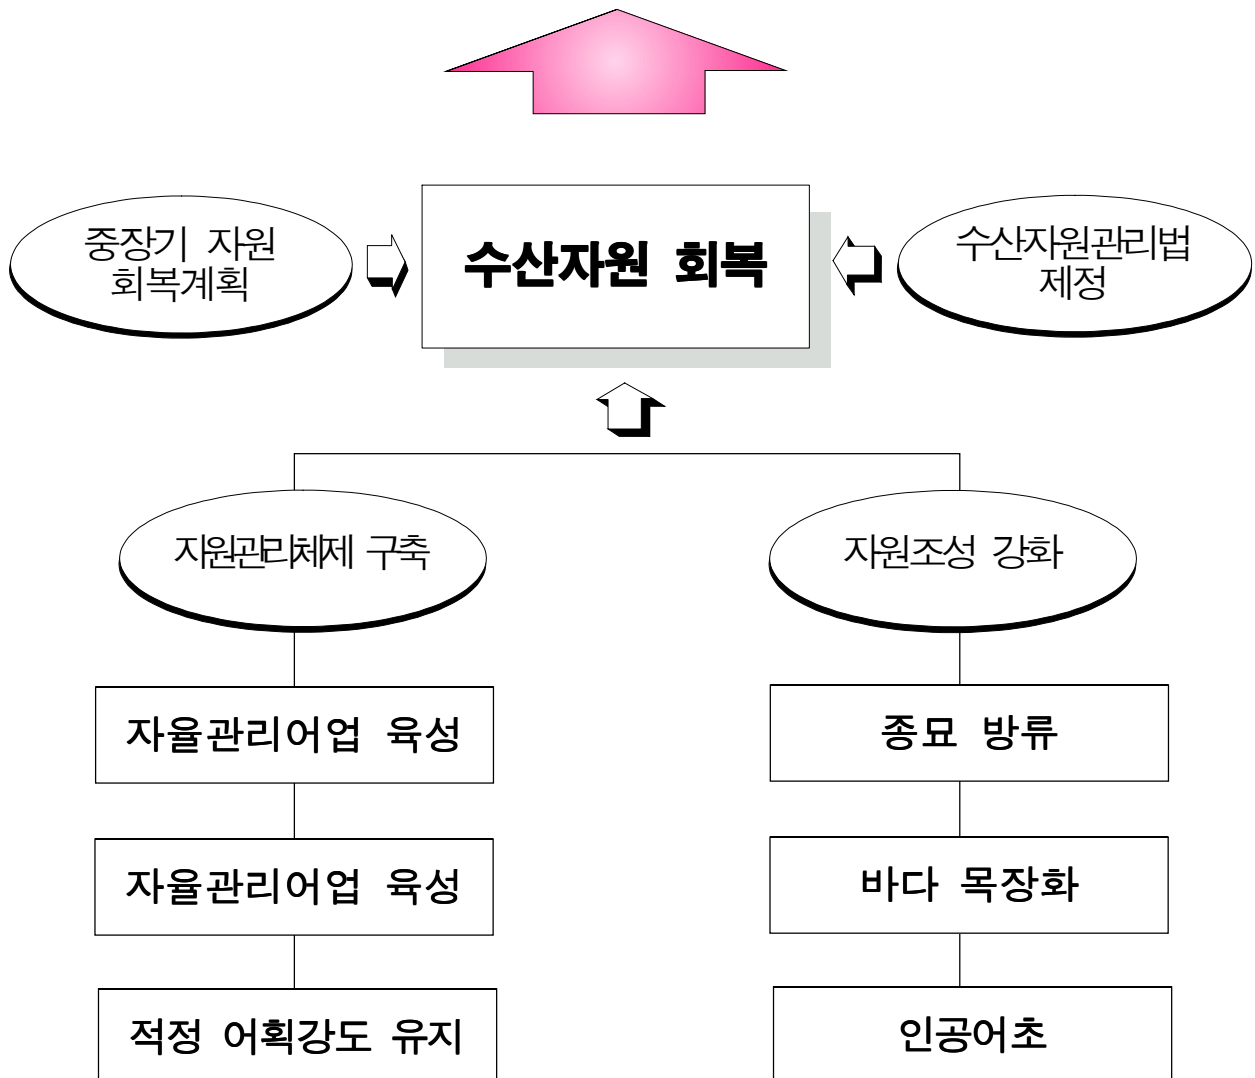 중장기 자원
회복계획
수산자원 회복
수산자원관리법
제정
자원관리체제 구축
자원조성 강화
자율관리어업 육성
종묘 방류
자율관리어업 육성
바다 목장화
적정 어획강도 유지
인공어초